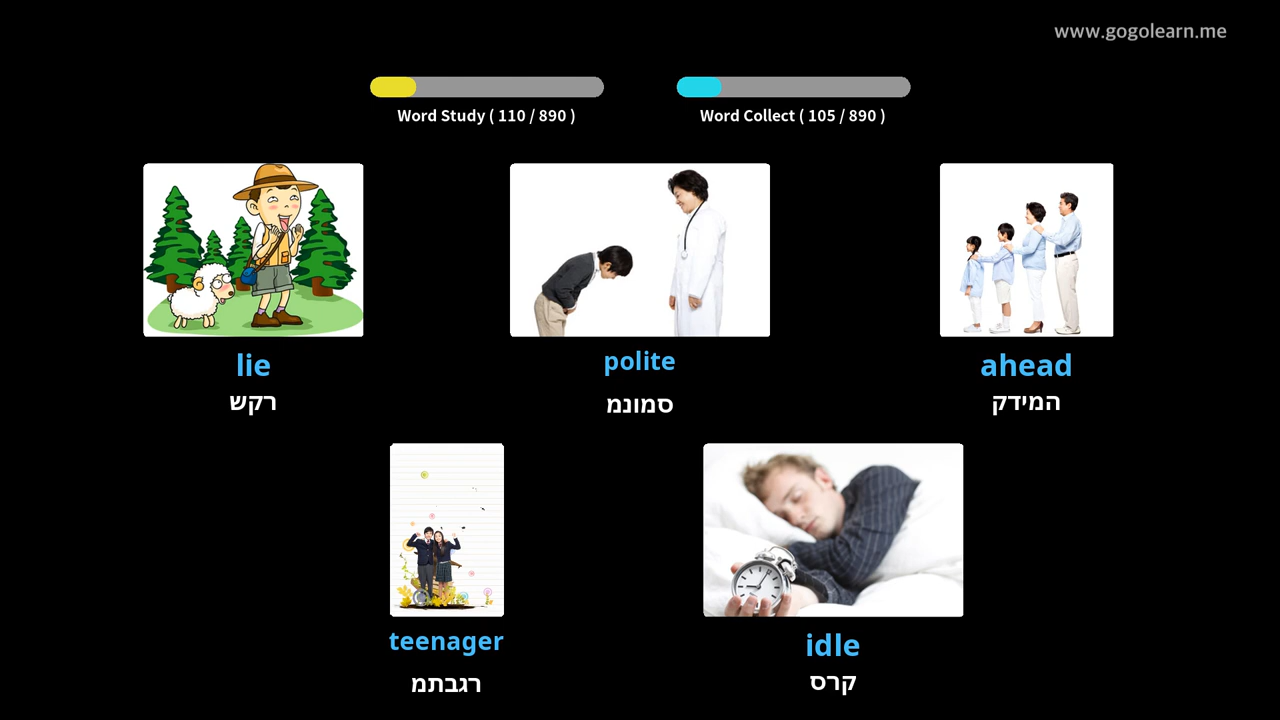 www.gogolearn.me
Word Study ( 110 / 890 )
Word Collect ( 105 / 890 )
lie
רקש
polite
סמונמ
ahead
המידק
teenager
רגבתמ
idle
קרס